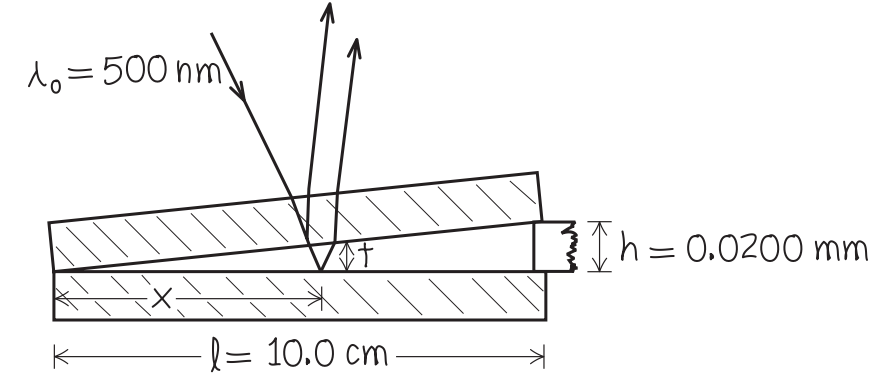 λ₀ = 500 nm
t
h = 0.0200 mm
x
l = 10.0 cm